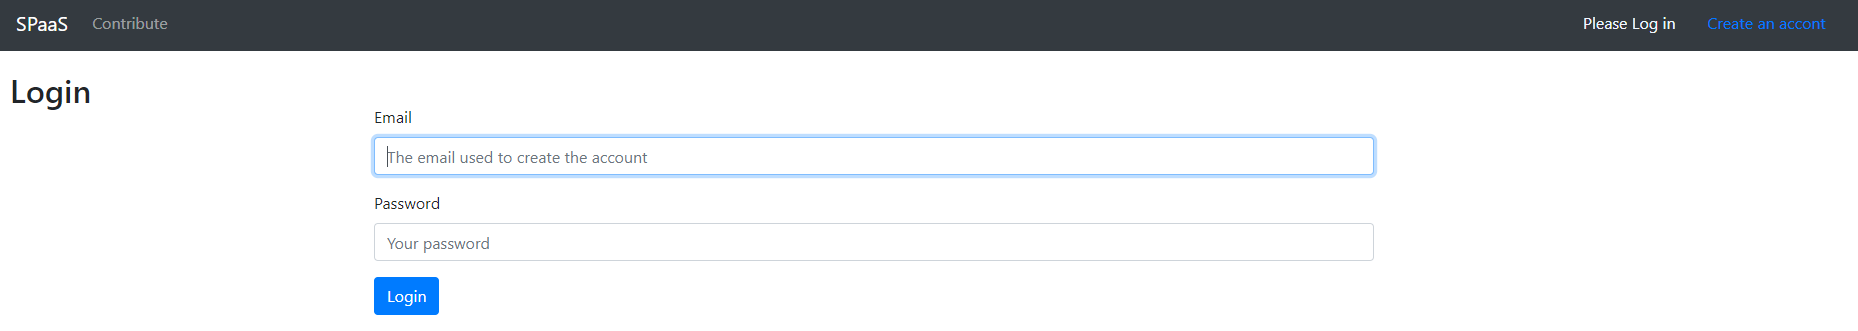 SPaaS Contribute Please Log in Create an accont
Login
Email
The email used to create the account
Password
Your password
Login